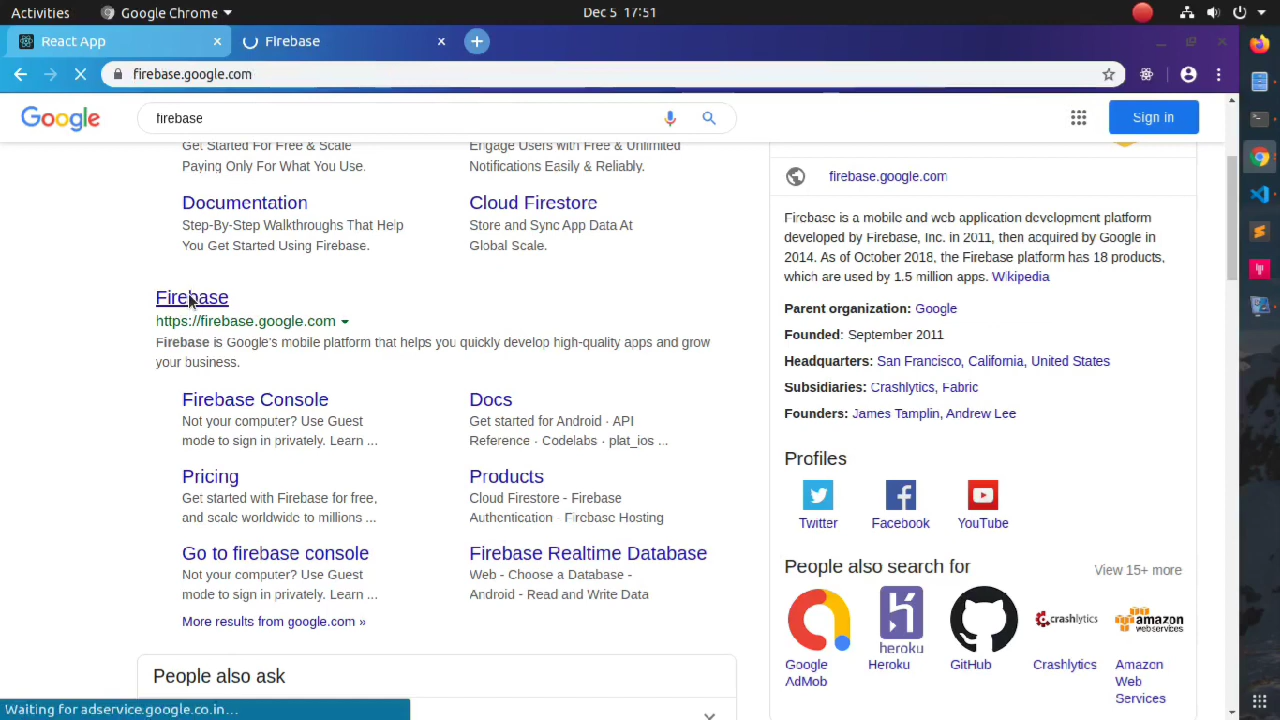 Activities
Google Chrome
Dec 5 17:51
React App
Firebase
firebase.google.com
Google
firebase
Sign in
Get Started For Free & Scale
Paying Only For What You Use.
Engage Users with Free & Unlimited
Notifications Easily & Reliably.
Documentation
Step-By-Step Walkthroughs That Help
You Get Started Using Firebase.
Cloud Firestore
Store and Sync App Data At
Global Scale.
Firebase
https://firebase.google.com
Firebase is Google's mobile platform that helps you quickly develop high-quality apps and grow
your business.
Firebase Console
Not your computer? Use Guest
mode to sign in privately. Learn ...
Docs
Get started for Android · API
Reference · Codelabs · plat_ios ...
Pricing
Get started with Firebase for free,
and scale worldwide to millions ...
Products
Cloud Firestore - Firebase
Authentication - Firebase Hosting
Go to firebase console
Not your computer? Use Guest
mode to sign in privately. Learn ...
Firebase Realtime Database
Web - Choose a Database -
Android - Read and Write Data
More results from google.com »
People also ask
firebase.google.com
Firebase is a mobile and web application development platform
developed by Firebase, Inc. in 2011, then acquired by Google in
2014. As of October 2018, the Firebase platform has 18 products,
which are used by 1.5 million apps. Wikipedia
Parent organization: Google
Founded: September 2011
Headquarters: San Francisco, California, United States
Subsidiaries: Crashlytics, Fabric
Founders: James Tamplin, Andrew Lee
Profiles
Twitter
Facebook
YouTube
People also search for
View 15+ more
heroku
crashlytics
amazon
webservices
Google
AdMob
Heroku
GitHub
Crashlytics
Amazon
Web
Services
Waiting for adservice.google.co.in...